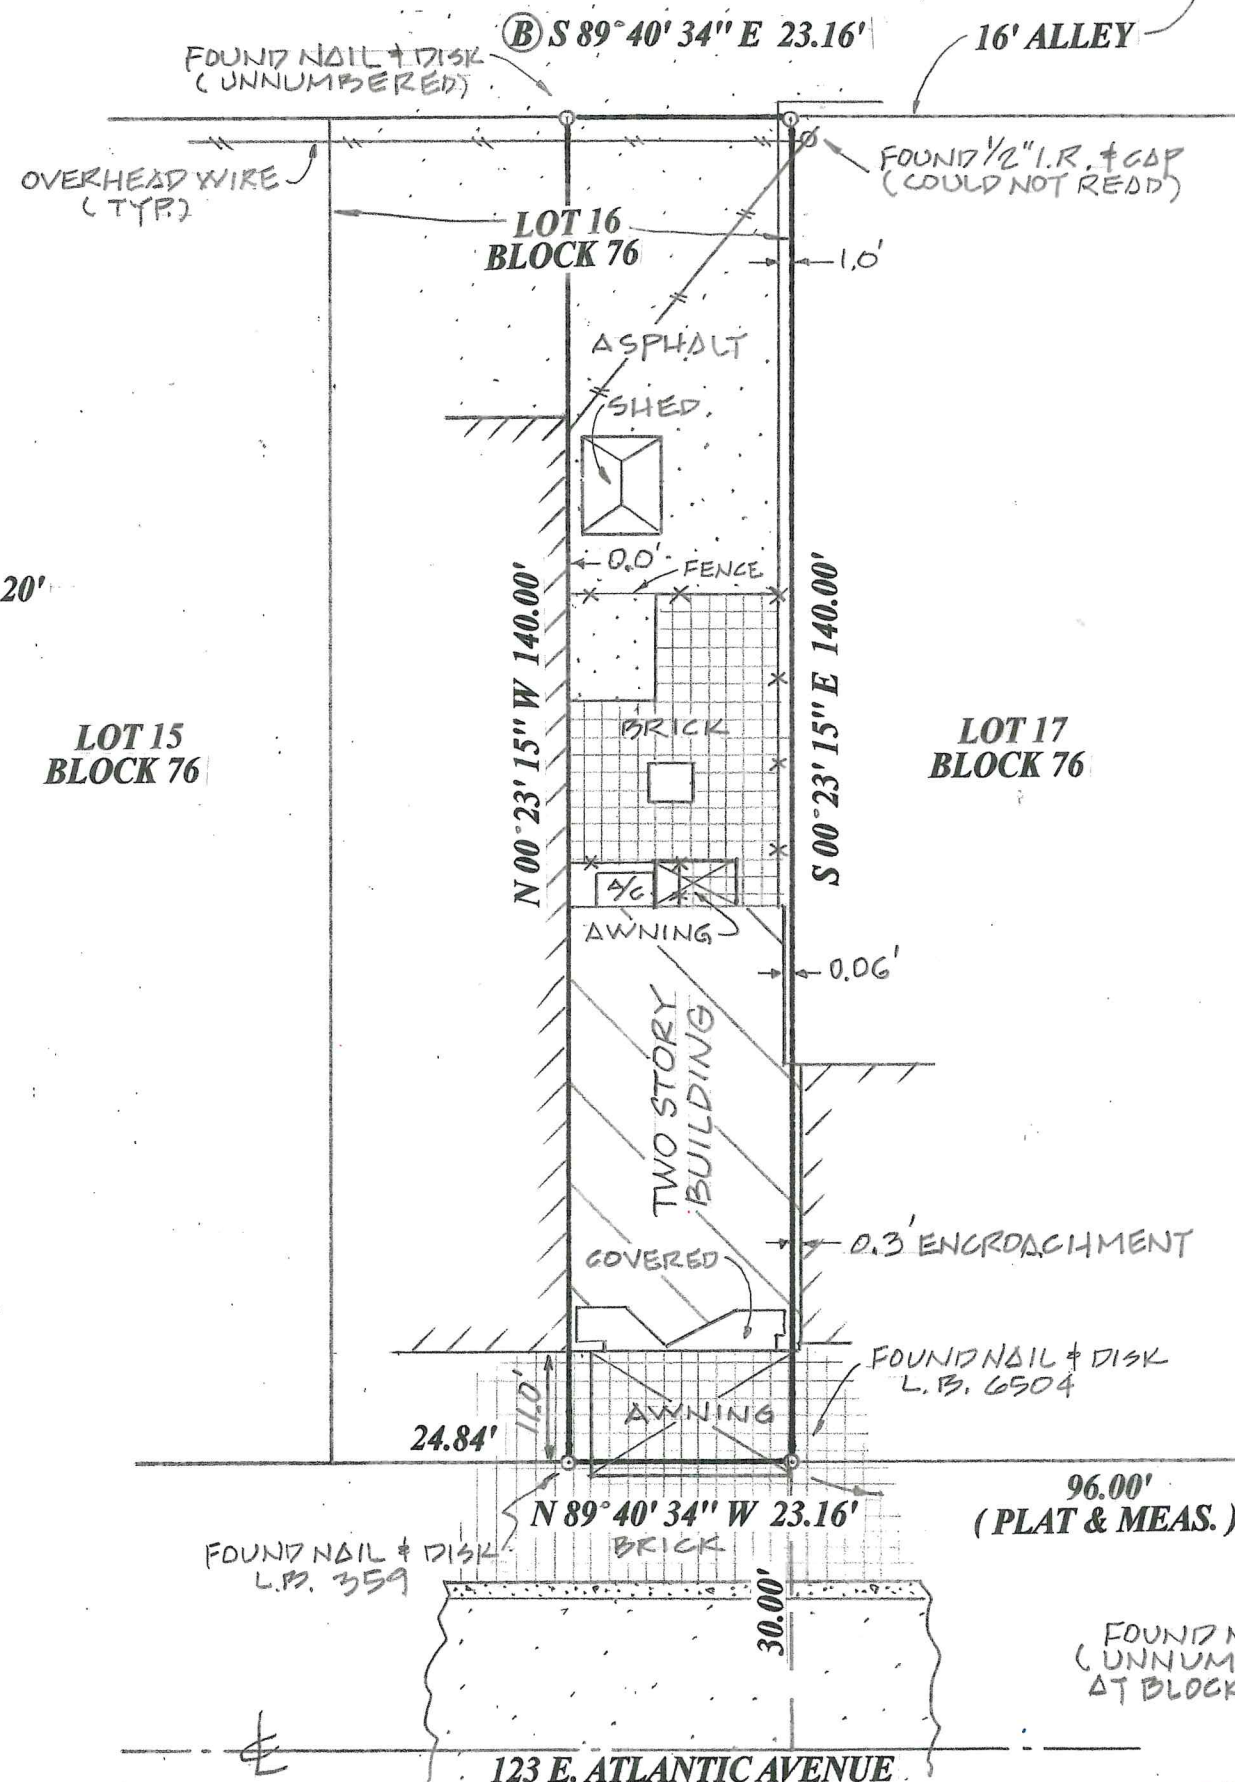 Ⓑ S 89°40'34" E 23.16'
16' ALLEY
FOUND NAIL & DISK
(UNNUMBERED)
OVERHEAD WIRE
(TYP.)
FOUND 1/2" I.R. & CAP
(COULD NOT READ)
LOT 16
BLOCK 76
1.0'
ASPHALT
SHED
0.0'
FENCE
20'
N 00°23'15" W 140.00'
S 00°23'15" E 140.00'
LOT 15
BLOCK 76
BRICK
LOT 17
BLOCK 76
A/C
AWNING
0.06'
TWO STORY
BUILDING
0.3' ENCROACHMENT
COVERED
FOUND NAIL & DISK
L.B. 6504
11.0'
AWNING
24.84'
N 89°40'34" W 23.16'
96.00'
(PLAT & MEAS.)
BRICK
FOUND NAIL & DISK
L.B. 359
30.00'
FOUND
(UNNUM
AT BLOCK
123 E. ATLANTIC AVENUE